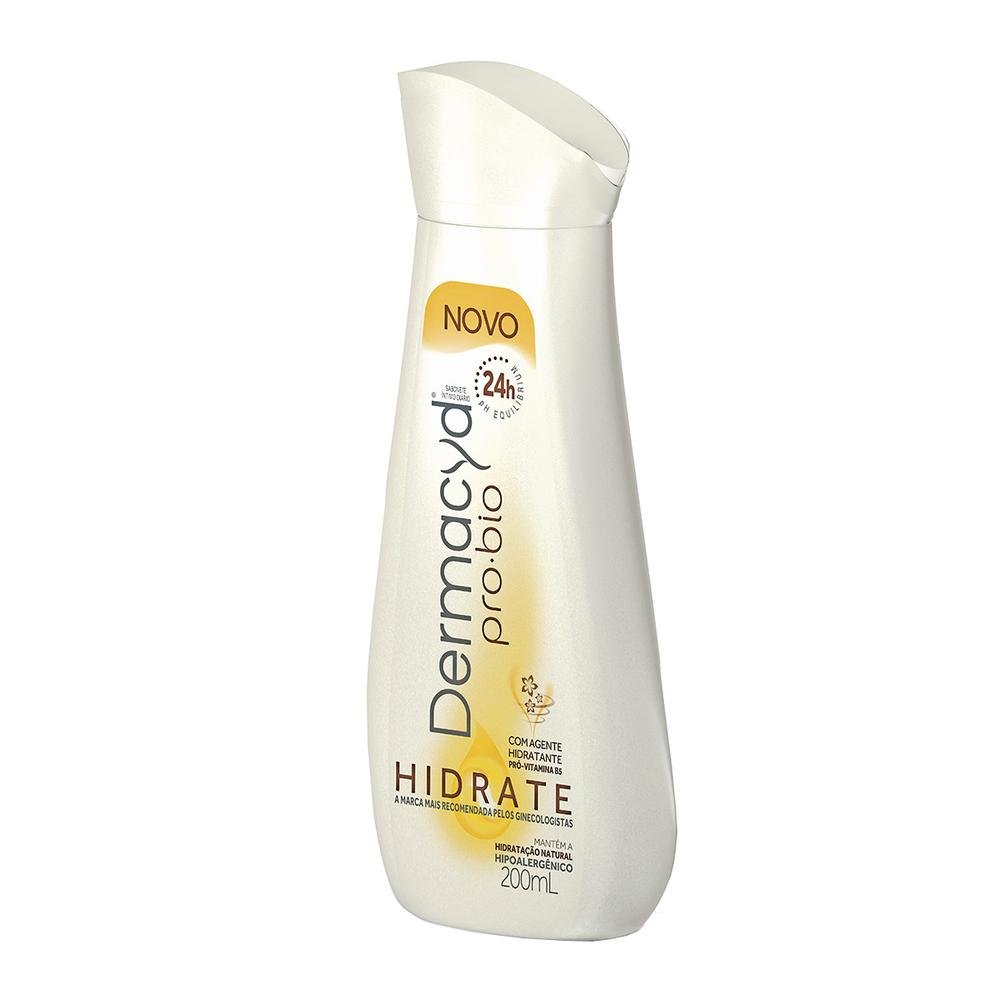 NOVO
24h
PH EQUILIBRIUM
SABONETE
ÍNTIMO DIÁRIO
Dermacyd®
pro.bio
COM AGENTE
HIDRATANTE
PRÓ-VITAMINA B5
HIDRATE
A MARCA MAIS RECOMENDADA PELOS GINECOLOGISTAS
MANTÉM A
HIDRATAÇÃO NATURAL
HIPOALERGÊNICO
200mL